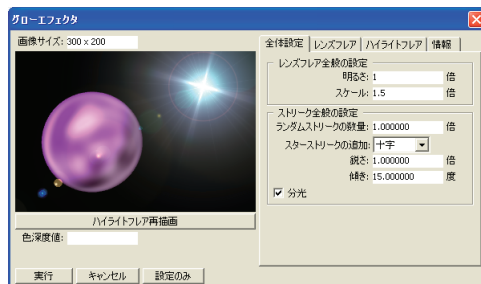 グローエフェクタ
画像サイズ: 300 x 200
ハイライトフレア再描画
色深度値:
実行 キャンセル 設定のみ
全体設定 レンズフレア ハイライトフレア 情報
レンズフレア全般の設定
明るさ: 1 倍
スケール: 1.5 倍
ストリーク全般の設定
ランダムストリークの数量: 1.000000 倍
スターストリークの追加: 十字
鋭さ: 1.000000 倍
傾き: 15.000000 度
分光